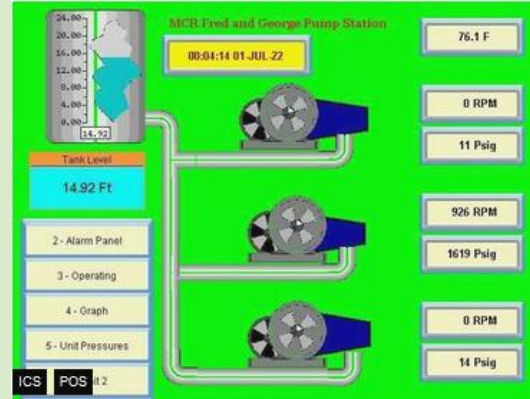 MCR Fred and George Pump Station
00:04:14 01-JUL-22
24.00
20.00
16.00
12.00
8.00
4.00
0.00
14.92
Tank Level
14.92 Ft
2 - Alarm Panel
3 - Operating
4 - Graph
5 - Unit Pressures
it 2
76.1 F
0 RPM
11 Psig
926 RPM
1619 Psig
0 RPM
14 Psig
ICS POS